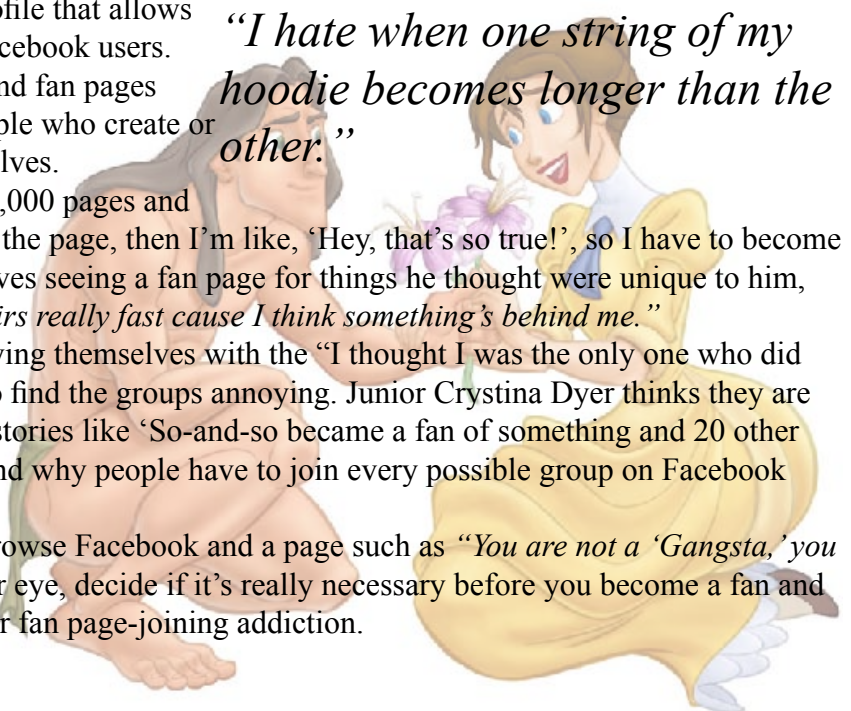 ofile that allows
cebook users.
nd fan pages
ple who create or
lves.
,000 pages and
“I hate when one string of my
hoodie becomes longer than the
other.”
the page, then I’m like, ‘Hey, that’s so true!’, so I have to become
ves seeing a fan page for things he thought were unique to him,
irs really fast cause I think something’s behind me.”
ying themselves with the “I thought I was the only one who did
o find the groups annoying. Junior Crystina Dyer thinks they are
stories like ‘So-and-so became a fan of something and 20 other
nd why people have to join every possible group on Facebook
rowse Facebook and a page such as “You are not a ‘Gangsta,’ you
r eye, decide if it’s really necessary before you become a fan and
r fan page-joining addiction.